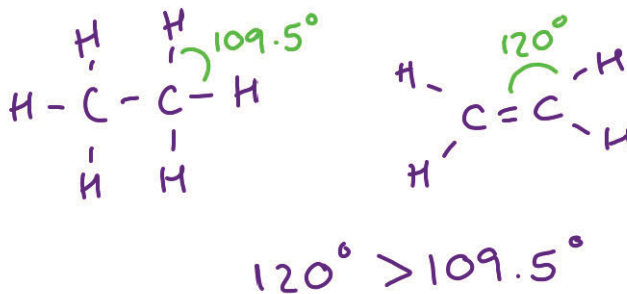 H H 109.5° 120°
H - C - C - H H C = C H
H H H H
120° > 109.5°